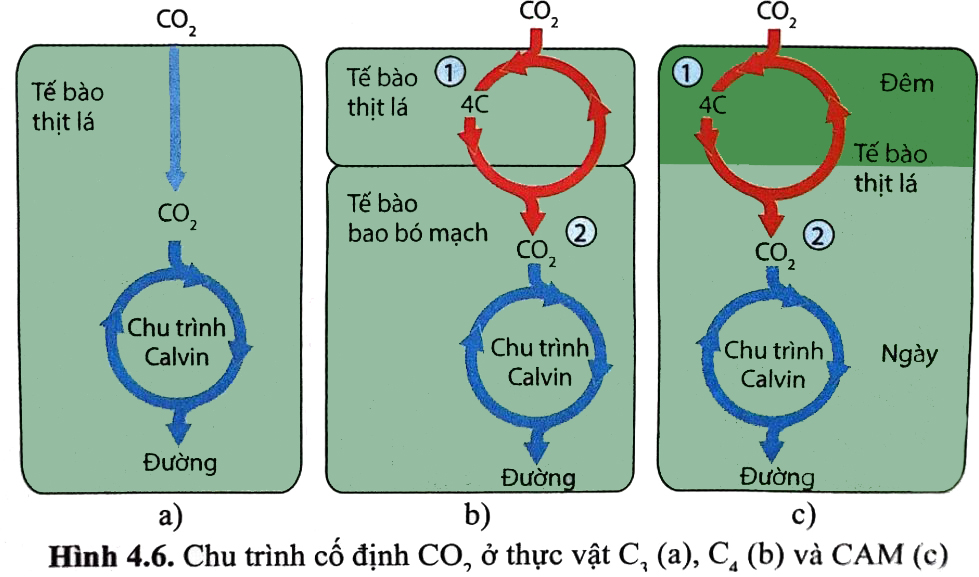 CO₂
Tế bào
thịt lá
CO₂
Chu trình
Calvin
Đường
a)
CO₂
1
Tế bào
thịt lá
4C
Tế bào
bao bó mạch
2
CO₂
Chu trình
Calvin
Đường
b)
CO₂
1
Đêm
4C
Tế bào
thịt lá
2
CO₂
Chu trình
Calvin
Ngày
Đường
c)
Hình 4.6. Chu trình cố định CO₂ ở thực vật C₃ (a), C₄ (b) và CAM (c)